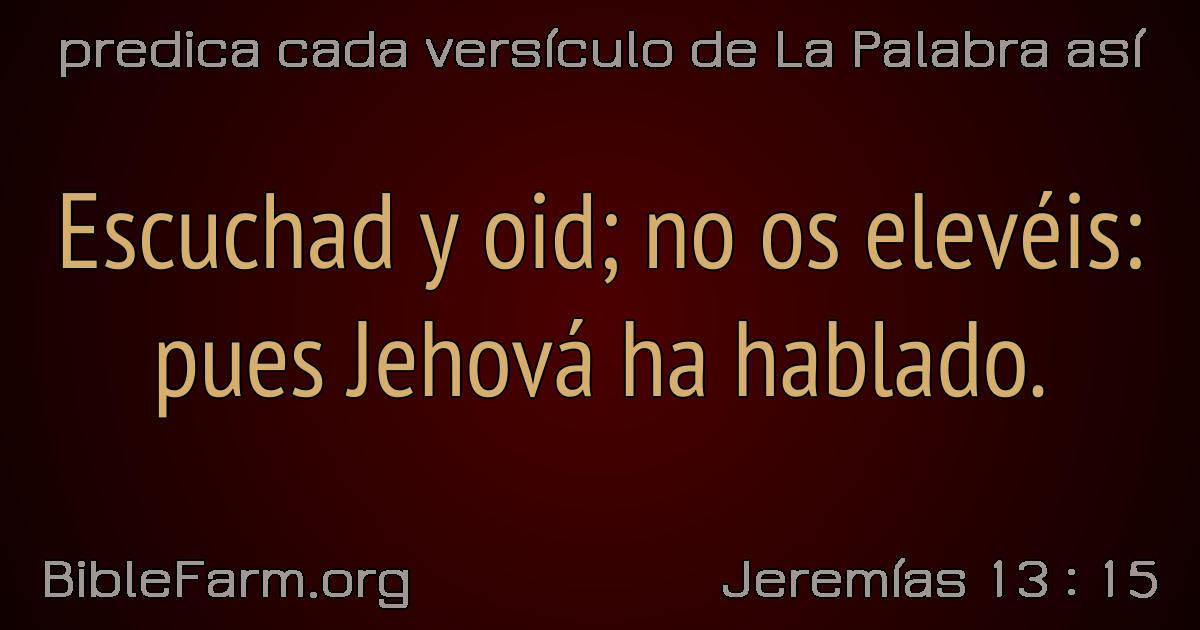 predica cada versículo de La Palabra así
Escuchad y oid; no os elevéis:
pues Jehová ha hablado.
BibleFarm.org
Jeremías 13 : 15